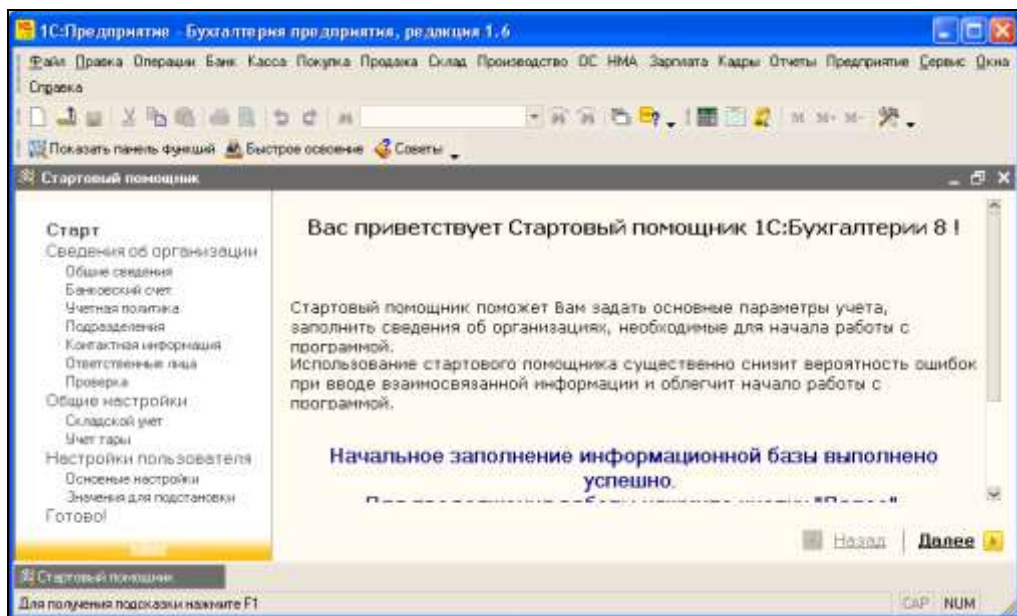 1С:Предприятие - Бухгалтерия предприятия, редакция 1.6
Файл Правка Операции Банк Касса Покупка Продажа Склад Производство ОС НМА Зарплата Кадры Отчеты Предприятие Сервис Окна
Справка
M M+ M-
Показать панель функций Быстрое освоение Советы
Стартовый помощник
Старт
Сведения об организации
Общие сведения
Банковский счет
Учетная политика
Подразделения
Контактная информация
Ответственные лица
Проверка
Общие настройки
Складской учет
Учет тары
Настройки пользователя
Основные настройки
Значения для подстановки
Готово!
Вас приветствует Стартовый помощник 1С:Бухгалтерии 8 !
Стартовый помощник поможет Вам задать основные параметры учета,
заполнить сведения об организациях, необходимые для начала работы с
программой.
Использование стартового помощника существенно снизит вероятность ошибок
при вводе взаимосвязанной информации и облегчит начало работы с
программой.
Начальное заполнение информационной базы выполнено
успешно.
Для продолжения работы нажмите кнопку "Далее"
Назад Далее
Стартовый помощник
Для получения подсказки нажмите F1
CAP NUM